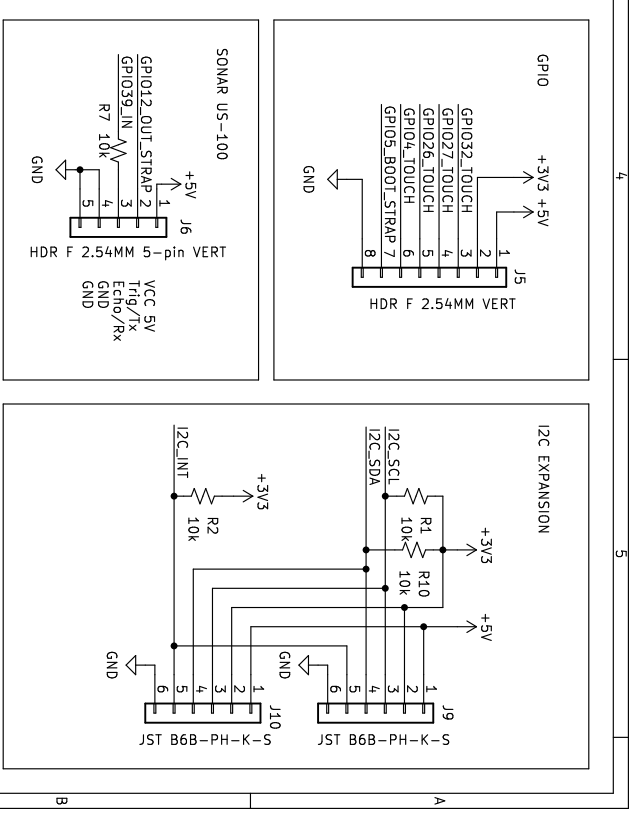 4
5
A
B
GPIO
+3V3
+5V
GPIO32_TOUCH
GPIO27_TOUCH
GPIO26_TOUCH
GPIO4_TOUCH
GPIO5_BOOT_STRAP
GND
1
2
3
4
5
6
7
8
J5
HDR F 2.54MM VERT
SONAR US-100
GPIO12_OUT_STRAP
GPIO39_IN
R7 10k
+5V
GND
1
2
3
4
5
J6
HDR F 2.54MM 5-pin VERT
VCC 5V
Trig/Tx
Echo/Rx
GND
GND
I2C EXPANSION
+3V3
+5V
I2C_SCL
I2C_SDA
R1
10k
R10
10k
1
2
3
4
5
6
GND
J9
JST B6B-PH-K-S
I2C_INT
+3V3
R2
10k
1
2
3
4
5
6
GND
J10
JST B6B-PH-K-S